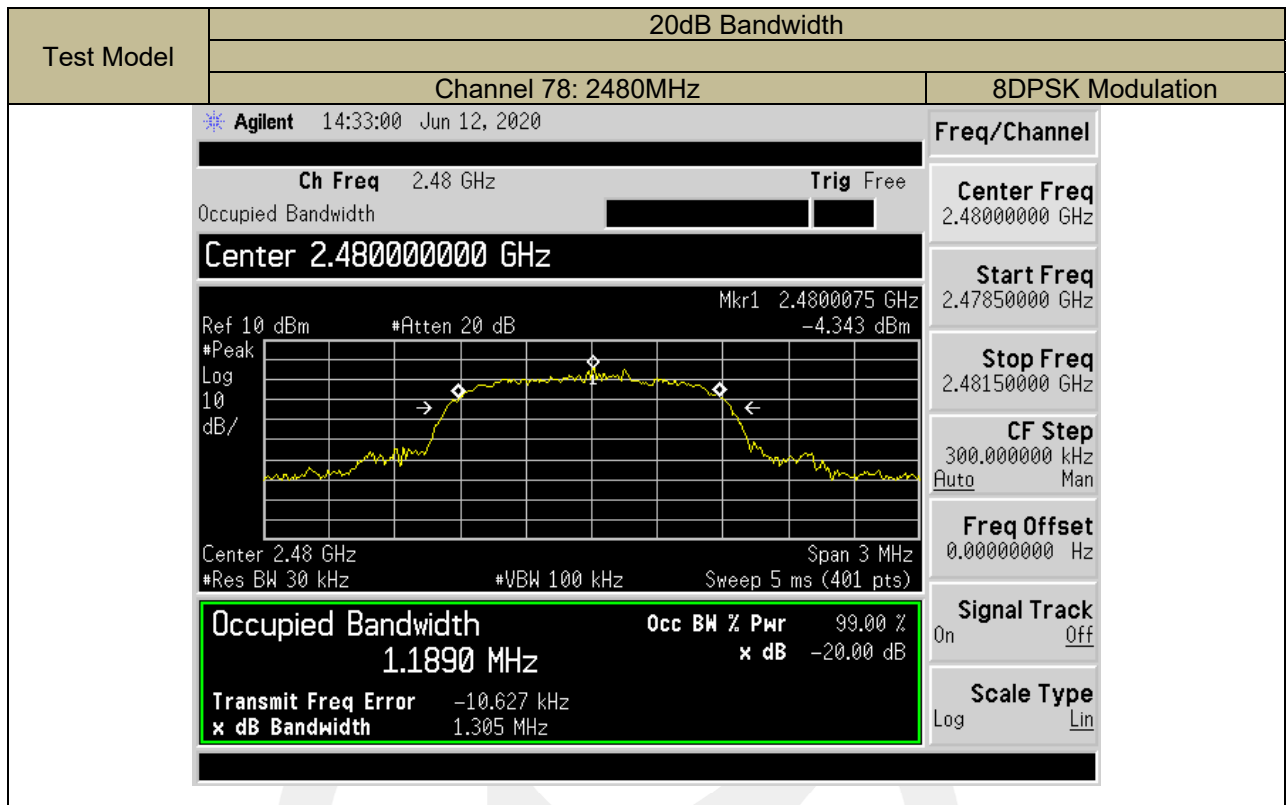 Test Model
20dB Bandwidth
Channel 78: 2480MHz 8DPSK Modulation
Agilent 14:33:00 Jun 12, 2020
Ch Freq 2.48 GHz Trig Free
Occupied Bandwidth
Center 2.480000000 GHz
Mkr1 2.4800075 GHz
Ref 10 dBm #Atten 20 dB -4.343 dBm
#Peak
Log
10
dB/
1
Center 2.48 GHz Span 3 MHz
#Res BW 30 kHz #VBW 100 kHz Sweep 5 ms (401 pts)
Occupied Bandwidth Occ BW % Pwr 99.00 %
1.1890 MHz x dB -20.00 dB
Transmit Freq Error -10.627 kHz
x dB Bandwidth 1.305 MHz
Freq/Channel
Center Freq
2.48000000 GHz
Start Freq
2.47850000 GHz
Stop Freq
2.48150000 GHz
CF Step
300.000000 kHz
Auto Man
Freq Offset
0.00000000 Hz
Signal Track
On Off
Scale Type
Log Lin